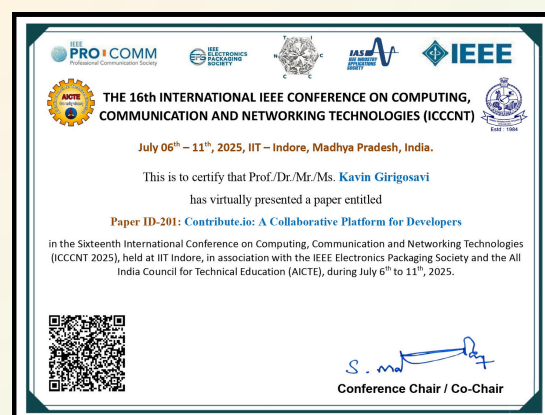 IEEE
PRO COMM
Professional Communication Society
IEEE ELECTRONICS
PACKAGING
SOCIETY
IAS
IEEE INDUSTRY
APPLICATIONS
SOCIETY
IEEE
AICTE
THE 16th INTERNATIONAL IEEE CONFERENCE ON COMPUTING,
COMMUNICATION AND NETWORKING TECHNOLOGIES (ICCCNT)
Estd : 1984
July 06th – 11th, 2025, IIT – Indore, Madhya Pradesh, India.
This is to certify that Prof./Dr./Mr./Ms. Kavin Girigosavi
has virtually presented a paper entitled
Paper ID-201: Contribute.io: A Collaborative Platform for Developers
in the Sixteenth International Conference on Computing, Communication and Networking Technologies
(ICCCNT 2025), held at IIT Indore, in association with the IEEE Electronics Packaging Society and the All
India Council for Technical Education (AICTE), during July 6th to 11th, 2025.
Conference Chair / Co-Chair